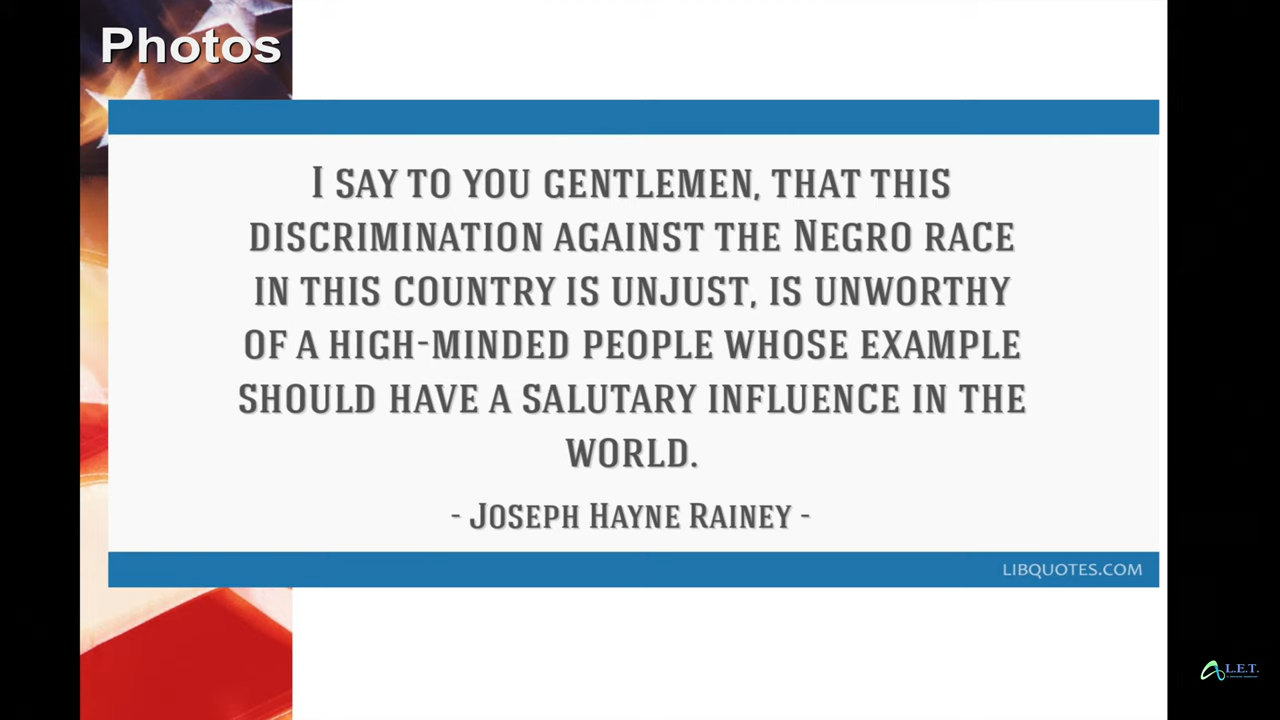 Photos
I SAY TO YOU GENTLEMEN, THAT THIS
DISCRIMINATION AGAINST THE NEGRO RACE
IN THIS COUNTRY IS UNJUST, IS UNWORTHY
OF A HIGH-MINDED PEOPLE WHOSE EXAMPLE
SHOULD HAVE A SALUTARY INFLUENCE IN THE
WORLD.
- JOSEPH HAYNE RAINEY -
LIBQUOTES.COM
L.E.T.